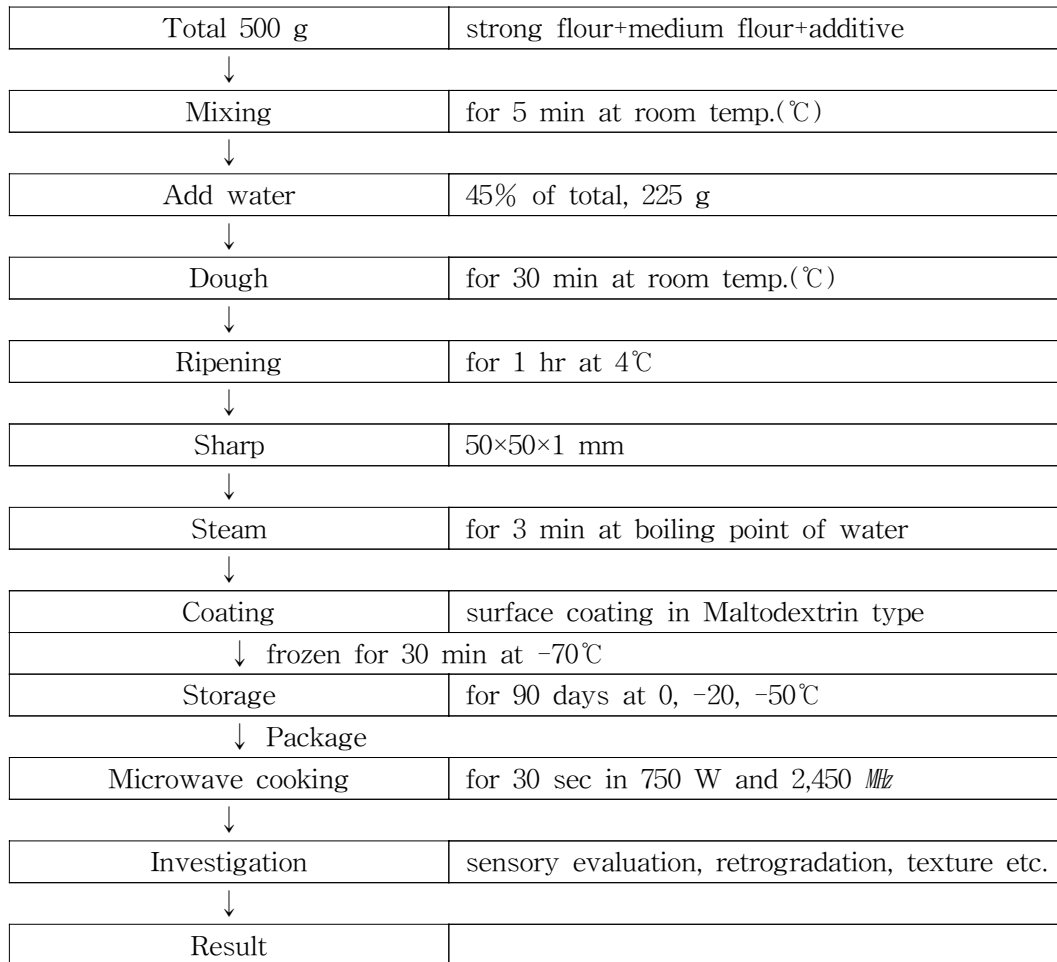 Total 500 g strong flour+medium flour+additive
↓
Mixing for 5 min at room temp.(℃)
↓
Add water 45% of total, 225 g
↓
Dough for 30 min at room temp.(℃)
↓
Ripening for 1 hr at 4℃
↓
Sharp 50×50×1 mm
↓
Steam for 3 min at boiling point of water
↓
Coating surface coating in Maltodextrin type
↓ frozen for 30 min at -70℃
Storage for 90 days at 0, -20, -50℃
↓ Package
Microwave cooking for 30 sec in 750 W and 2,450 ㎒
↓
Investigation sensory evaluation, retrogradation, texture etc.
↓
Result